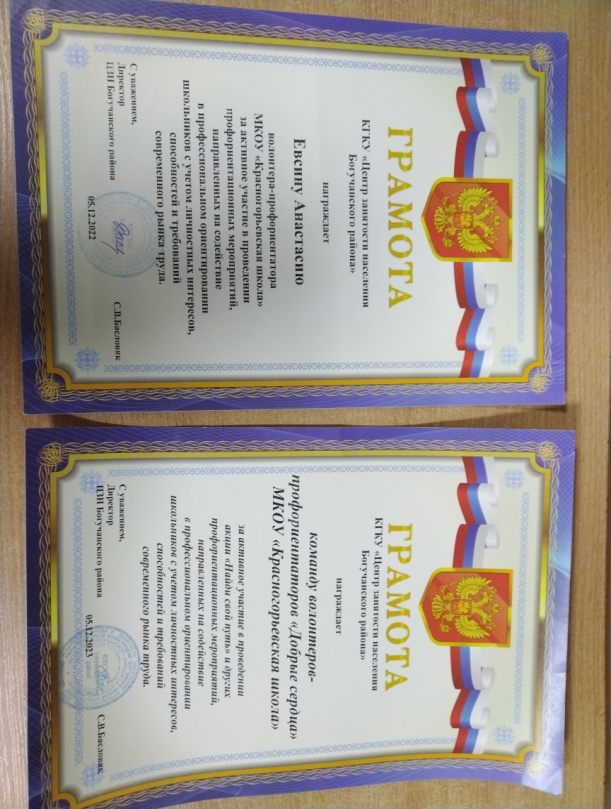 ГРАМОТА
КГКУ «Центр занятости населения
Богучанского района»
награждает
Евсину Анастасию
волонтера-профориентатора
МКОУ «Красногорьевская школа»
за активное участие в проведении
профориентационных мероприятий,
направленных на содействие
в профессиональном ориентировании
школьников с учетом личностных интересов,
способностей и требований
современного рынка труда.
С уважением,
Директор
ЦЗН Богучанского района
С.В.Басловяк
05.12.2022
ГРАМОТА
КГКУ «Центр занятости населения
Богучанского района»
награждает
команду волонтеров-
профориентаторов «Добрые сердца»
МКОУ «Красногорьевская школа»
за активное участие в проведении
акции «Найди свой путь» и других
профориентационных мероприятий,
направленных на содействие
в профессиональном ориентировании
школьников с учетом личностных интересов,
способностей и требований
современного рынка труда.
С уважением,
Директор
ЦЗН Богучанского района
С.В.Басловяк
05.12.2023